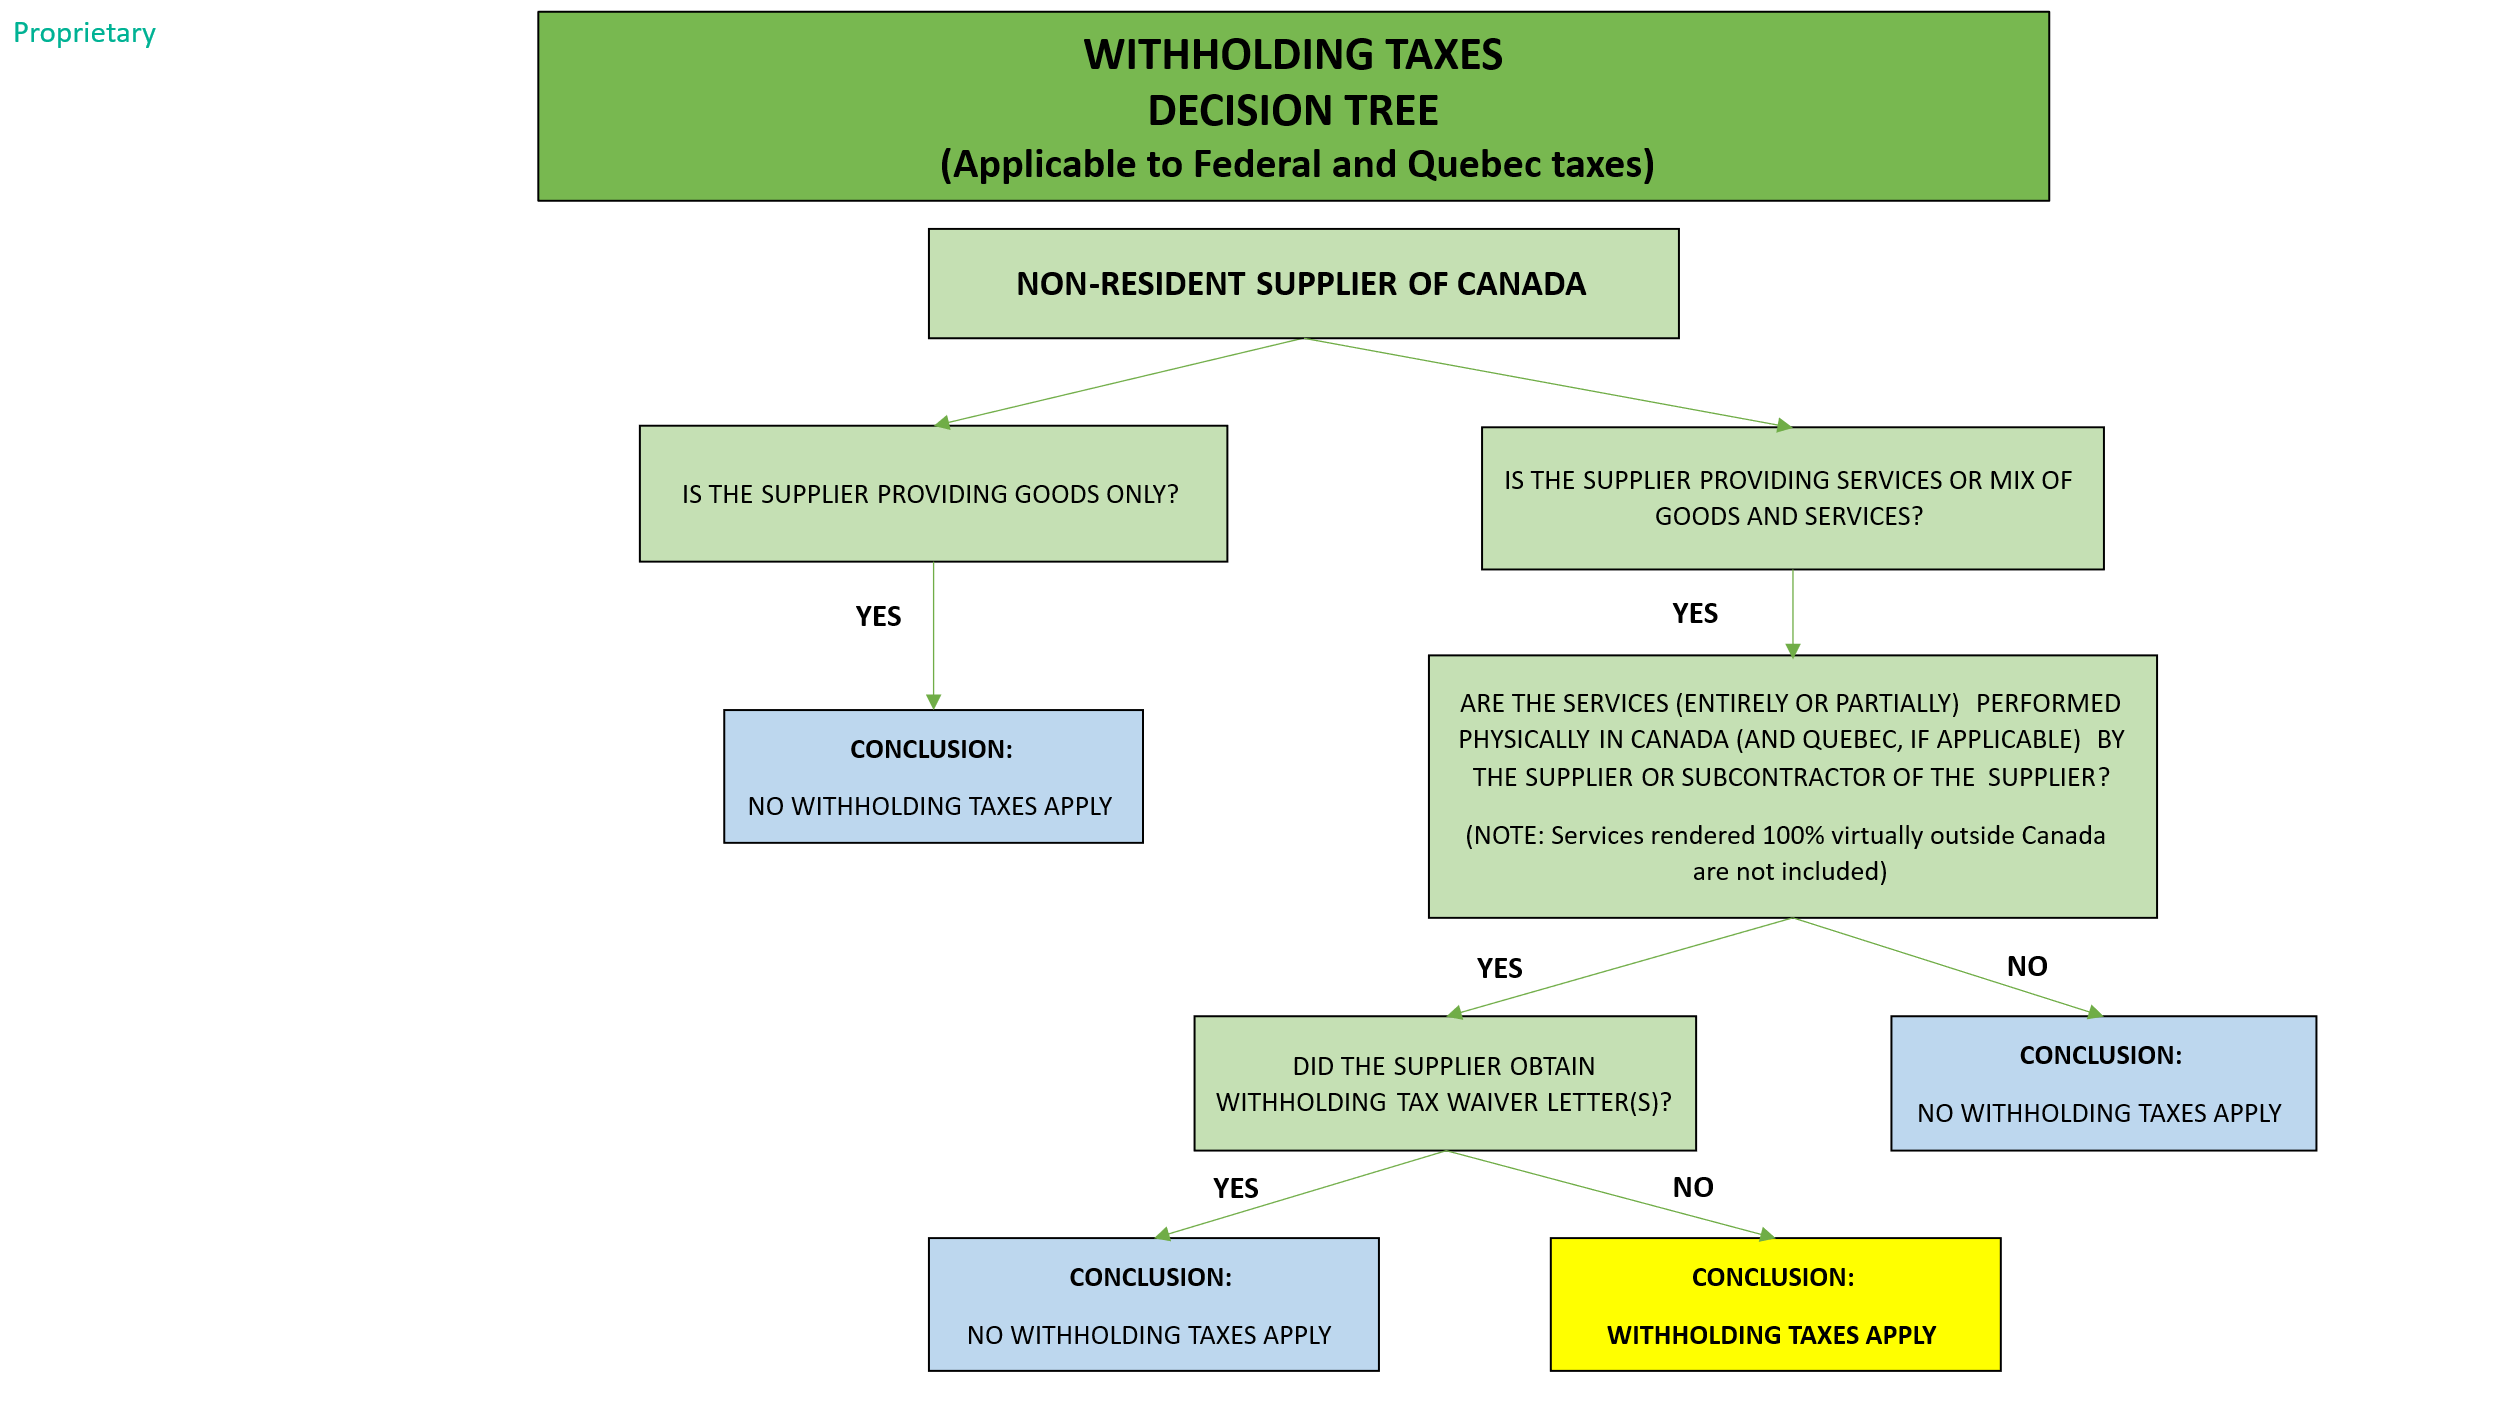 Proprietary
WITHHOLDING TAXES
DECISION TREE
(Applicable to Federal and Quebec taxes)
NON-RESIDENT SUPPLIER OF CANADA
IS THE SUPPLIER PROVIDING GOODS ONLY?
IS THE SUPPLIER PROVIDING SERVICES OR MIX OF
GOODS AND SERVICES?
YES
YES
ARE THE SERVICES (ENTIRELY OR PARTIALLY) PERFORMED
PHYSICALLY IN CANADA (AND QUEBEC, IF APPLICABLE) BY
THE SUPPLIER OR SUBCONTRACTOR OF THE SUPPLIER?
(NOTE: Services rendered 100% virtually outside Canada
are not included)
CONCLUSION:
NO WITHHOLDING TAXES APPLY
YES
NO
DID THE SUPPLIER OBTAIN
WITHHOLDING TAX WAIVER LETTER(S)?
CONCLUSION:
NO WITHHOLDING TAXES APPLY
YES
NO
CONCLUSION:
NO WITHHOLDING TAXES APPLY
CONCLUSION:
WITHHOLDING TAXES APPLY